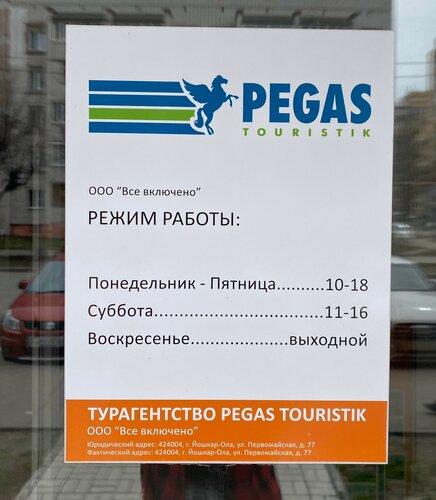 PEGAS
TOURISTIK
ООО "Все включено"
РЕЖИМ РАБОТЫ:
Понедельник - Пятница..........10-18
Суббота...................................11-16
Воскресенье....................выходной
ТУРАГЕНТСТВО PEGAS TOURISTIK
ООО "Все включено"
Юридический адрес: 424004, г. Йошкар-Ола, ул. Первомайская, д. 77
Фактический адрес: 424004, г. Йошкар-Ола, ул. Первомайская, д. 77